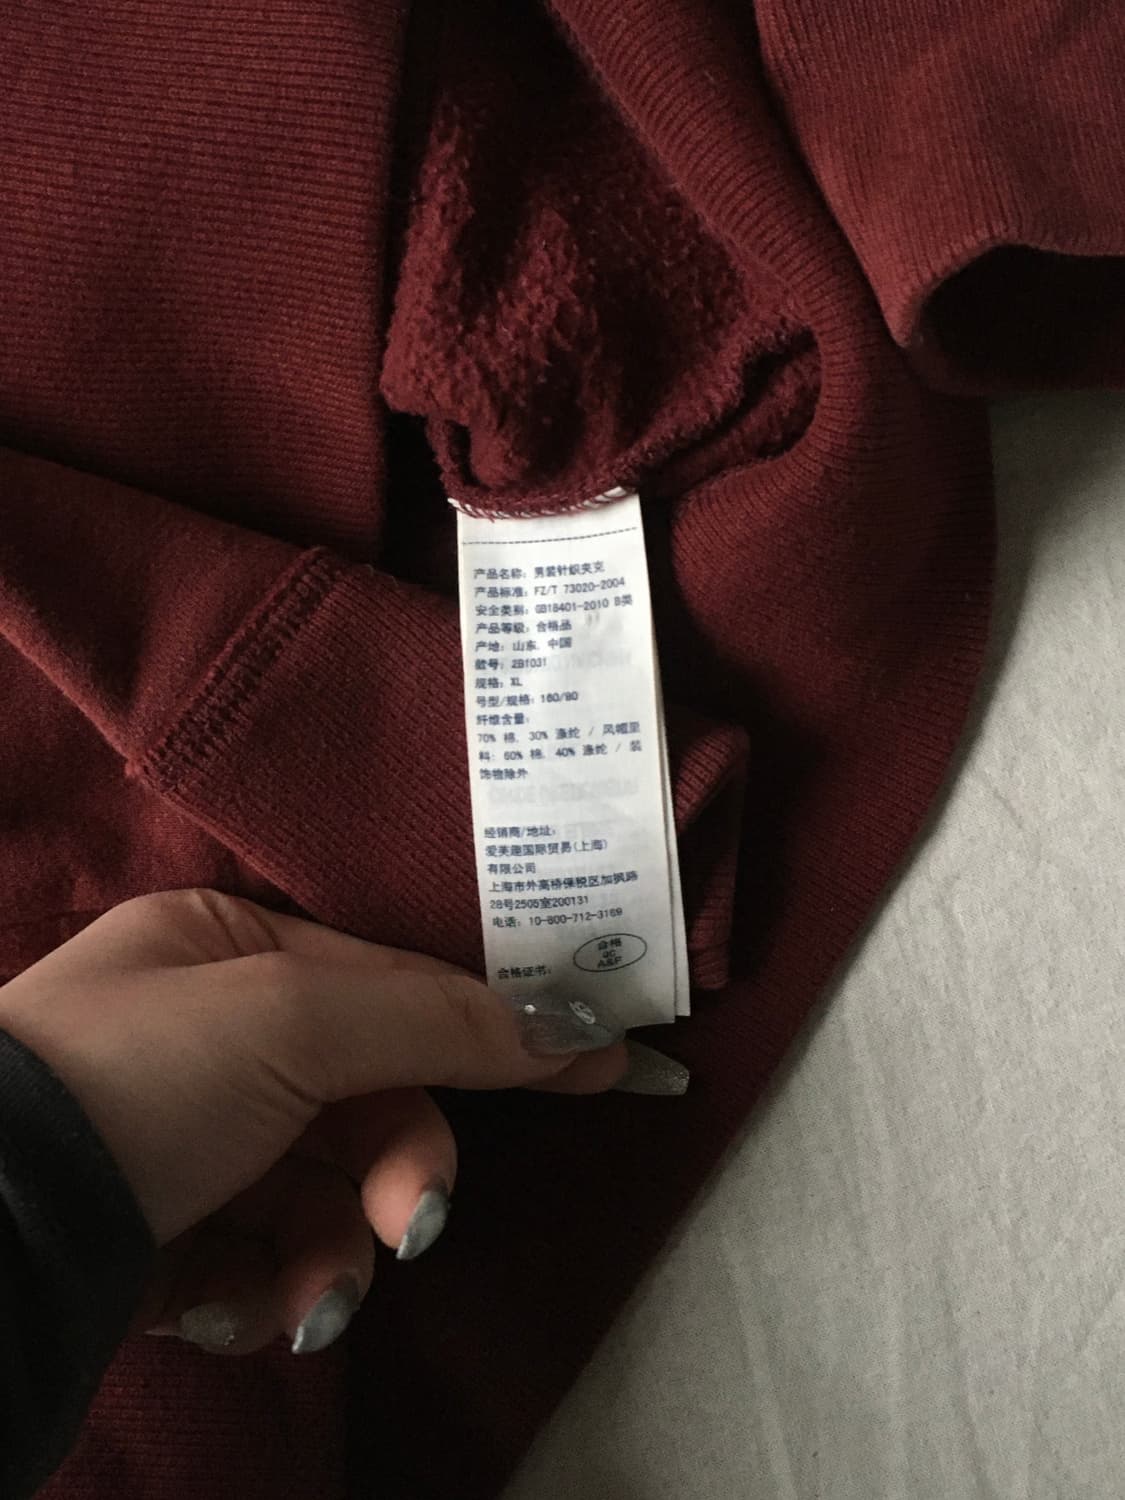 产品名称: 男装针织夹克
产品标准: FZ/T 73020-2004
安全类别: GB18401-2010 B类
产品等级: 合格品
产地: 山东, 中国
款号: 2B1031
规格: XL
号型/规格: 180/80
纤维含量:
70% 棉, 30% 涤纶 / 风帽里
料: 60% 棉, 40% 涤纶 / 装
饰物除外
经销商/地址:
爱芙趣国际贸易(上海)
有限公司
上海市外高桥保税区加枫路
28号2505室200131
电话: 10-800-712-3169
合格
QC
A&F
合格证书: